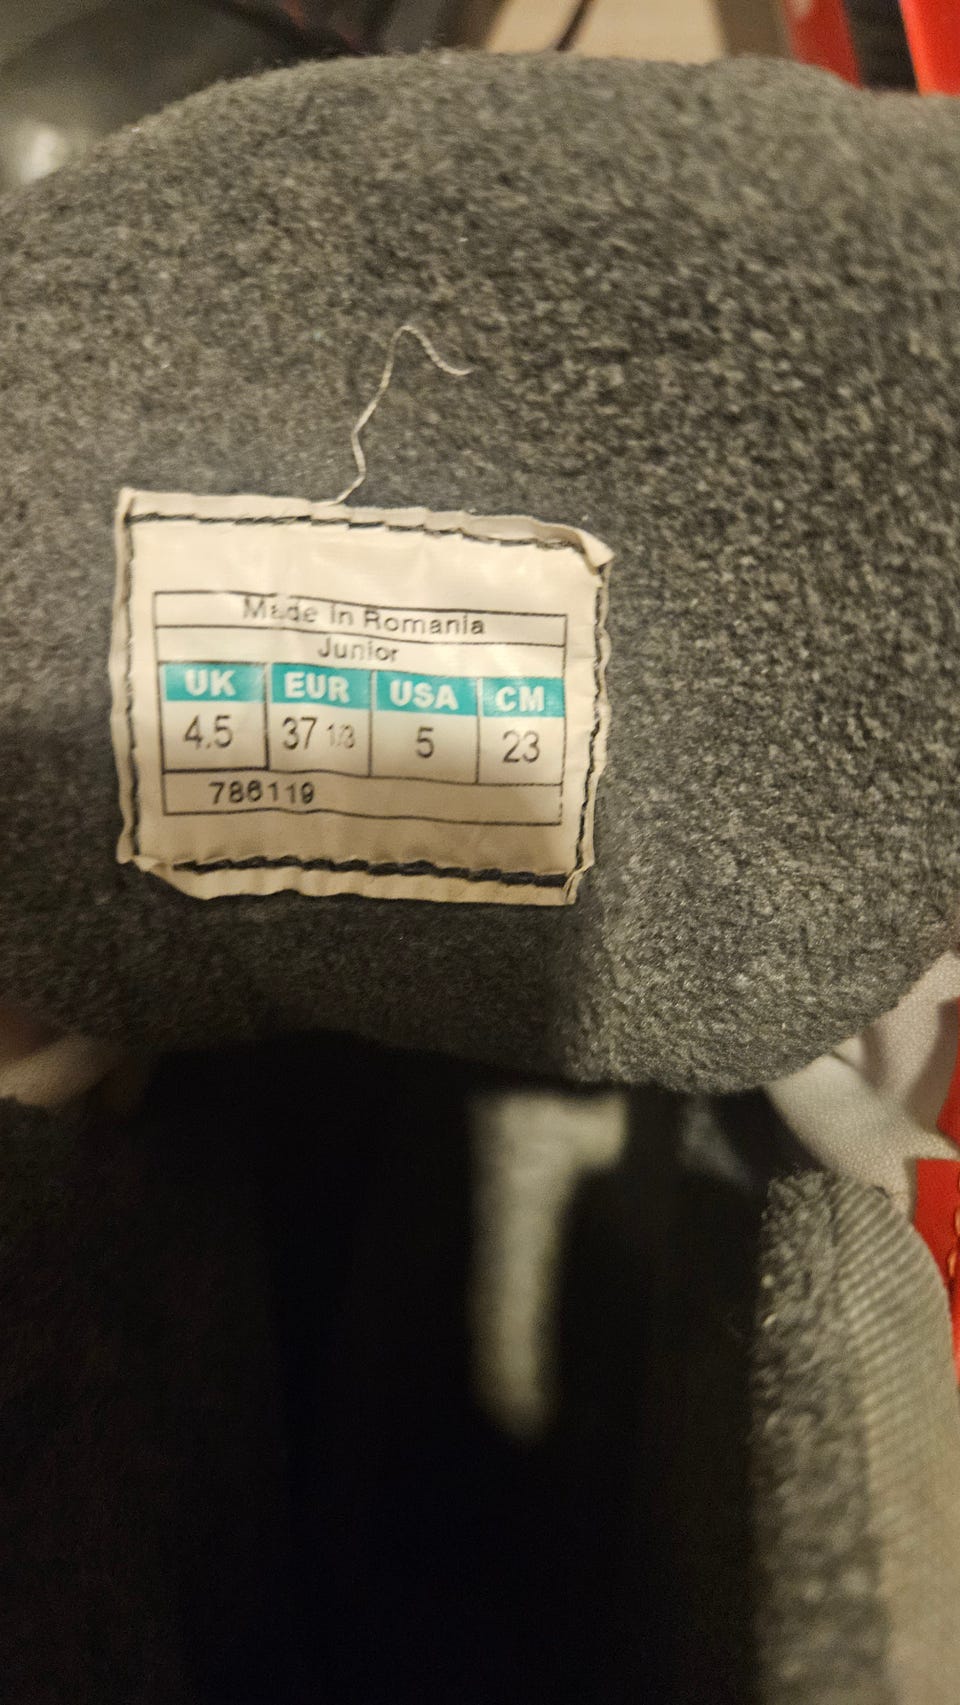 Made in Romania
Junior
UK EUR USA CM
4.5 37 1/3 5 23
786119